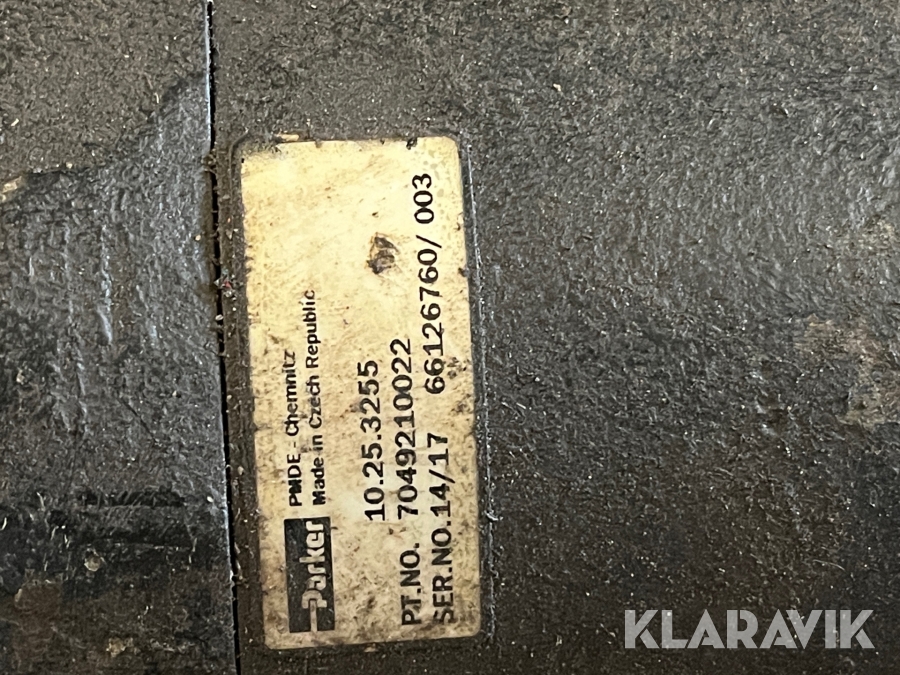 Parker
PMDE - Chemnitz
Made in Czech Republic
10.25.3255
PT.NO. 7049210022
SER.NO.14/17 66126760/ 003
KLARAVIK